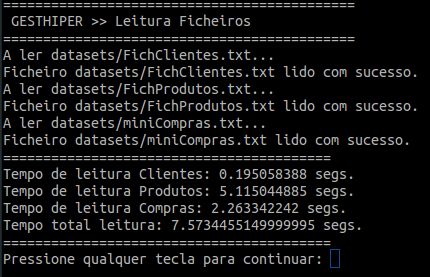 ============================================
GESTHIPER >> Leitura Ficheiros
============================================
A ler datasets/FichClientes.txt...
Ficheiro datasets/FichClientes.txt lido com sucesso.
A ler datasets/FichProdutos.txt...
Ficheiro datasets/FichProdutos.txt lido com sucesso.
A ler datasets/miniCompras.txt...
Ficheiro datasets/miniCompras.txt lido com sucesso.
=========================================
Tempo de leitura Clientes: 0.195058388 segs.
Tempo de leitura Produtos: 5.115044885 segs.
Tempo de leitura Compras: 2.263342242 segs.
Tempo total leitura: 7.5734455149999995 segs.
=========================================
Pressione qualquer tecla para continuar: